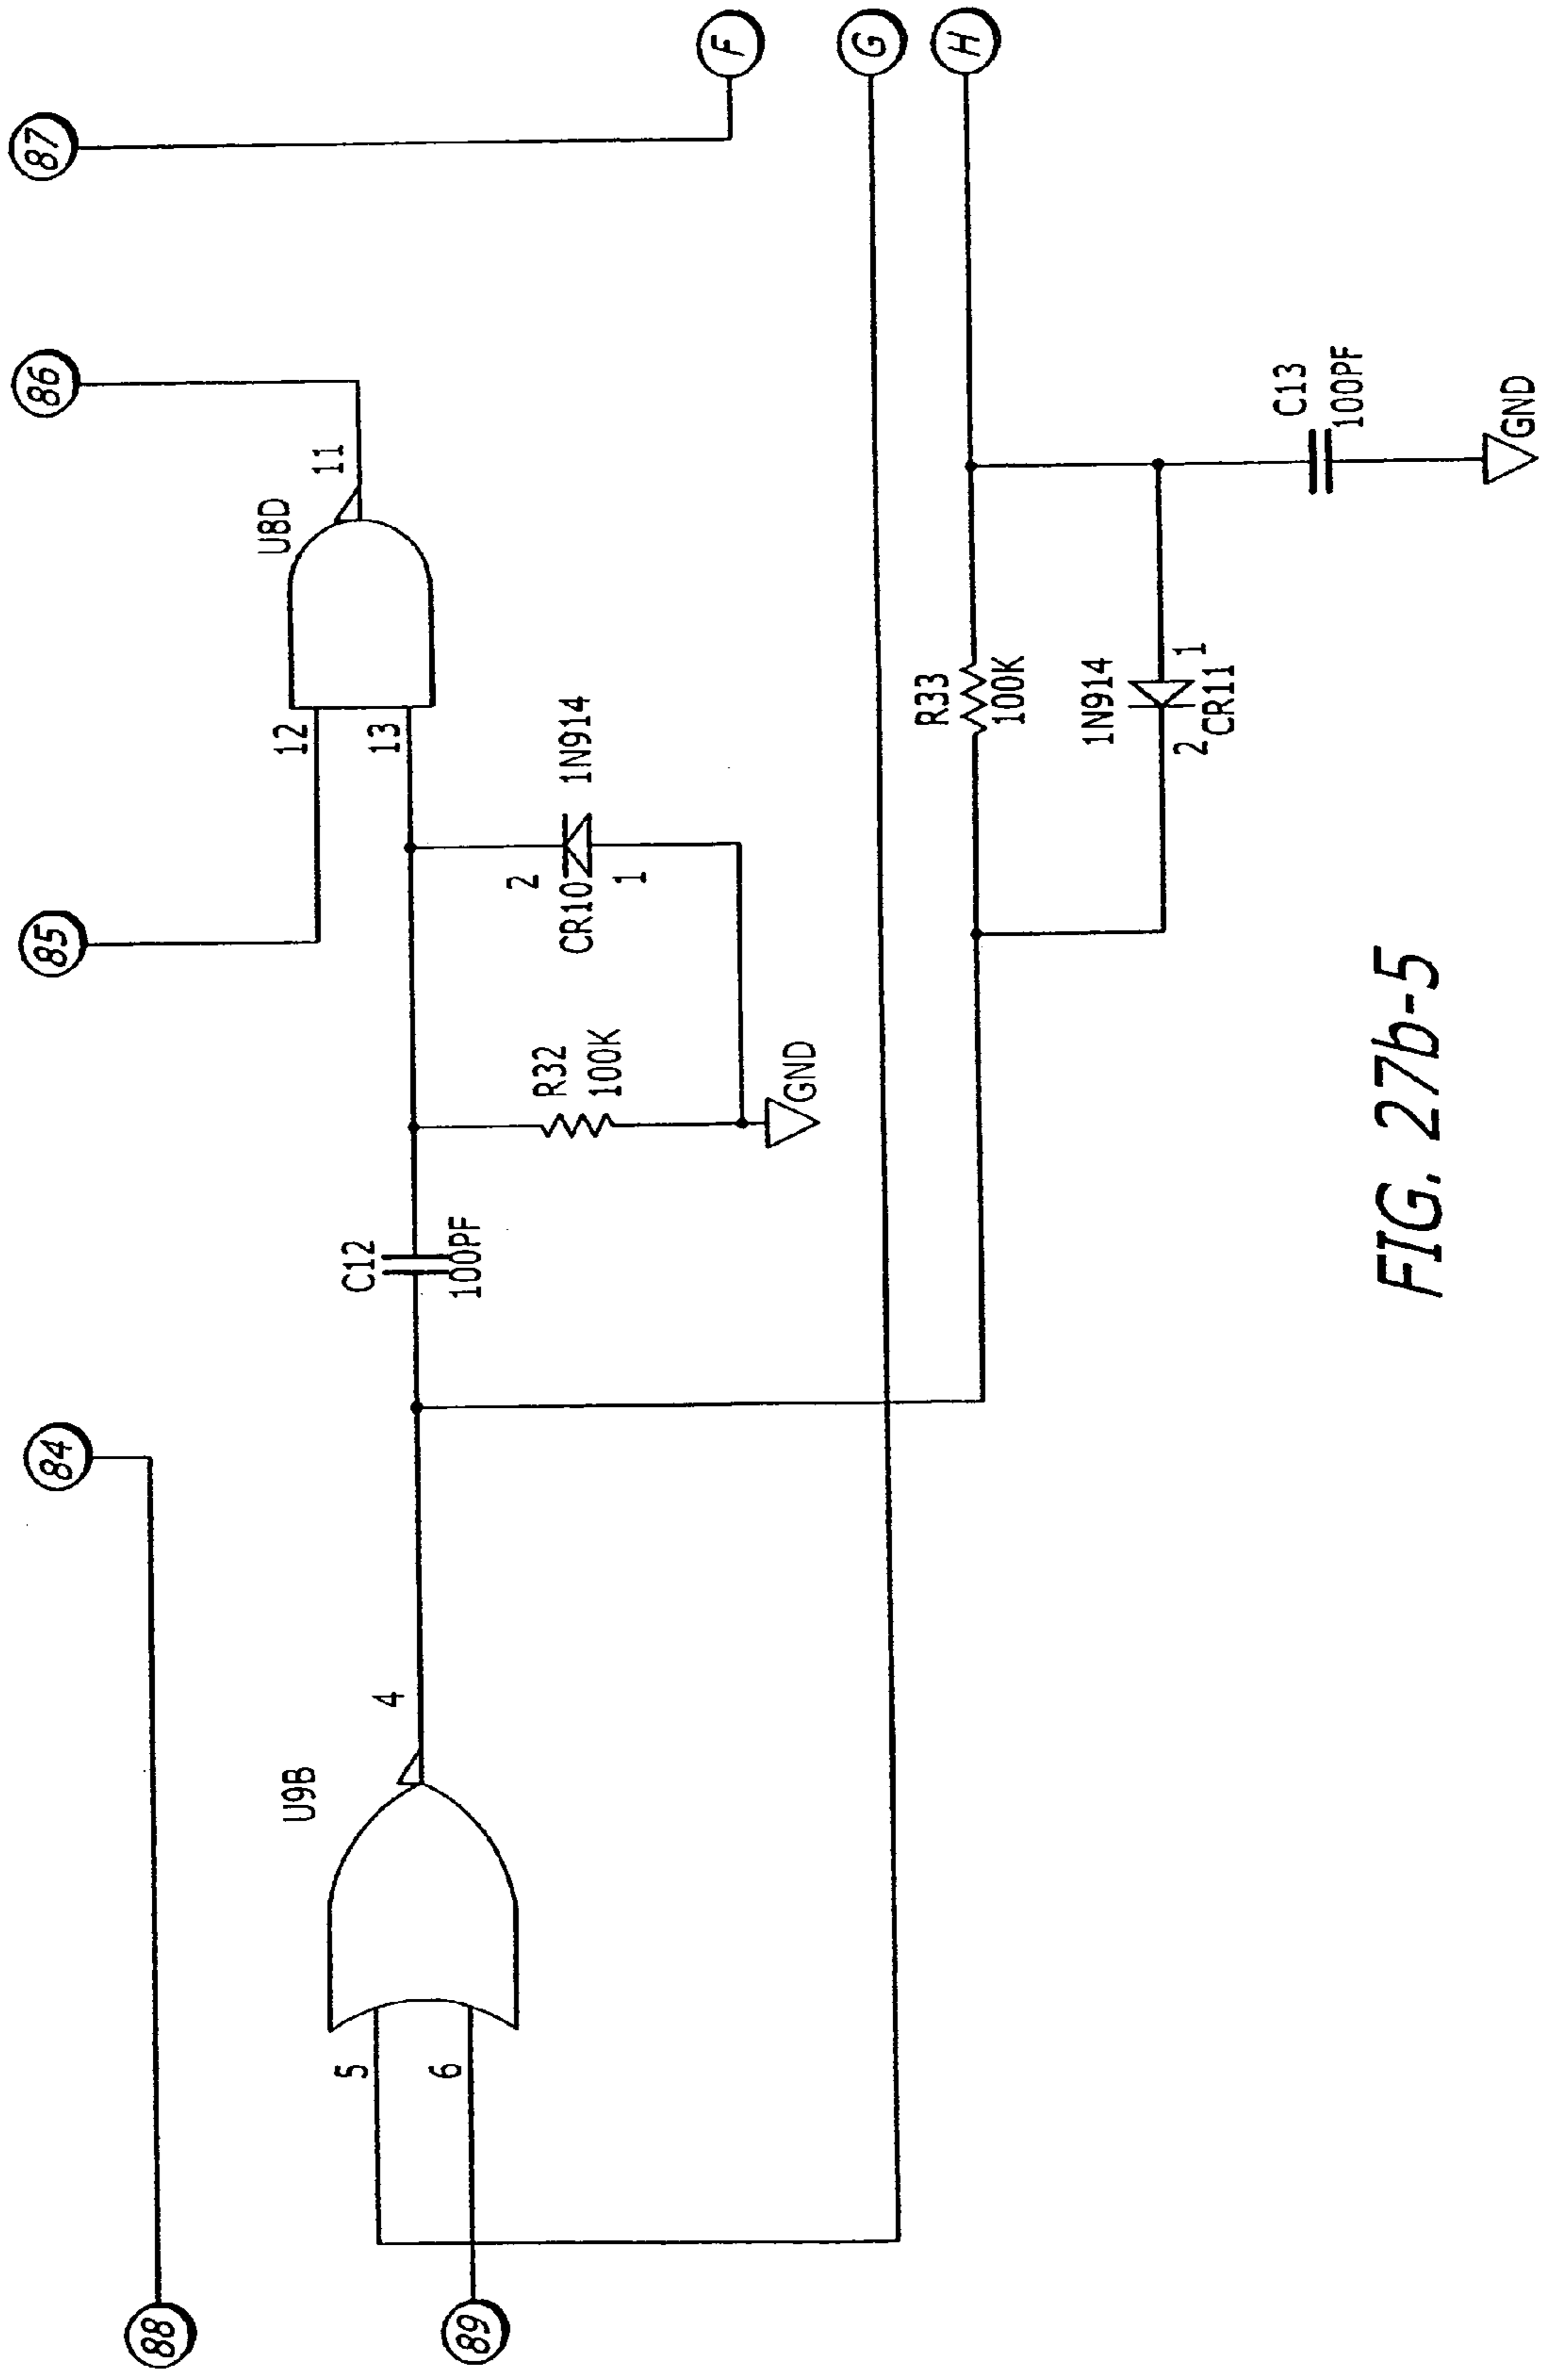 84
85
86
87
88
U8D
12
11
13
U9B
C12
100PF
5
4
6
89
R32
100K
2
CR10
1N914
1
GND
F
G
H
R33
100K
1N914
2
1
CR11
C13
100PF
GND
FIG. 27b-5